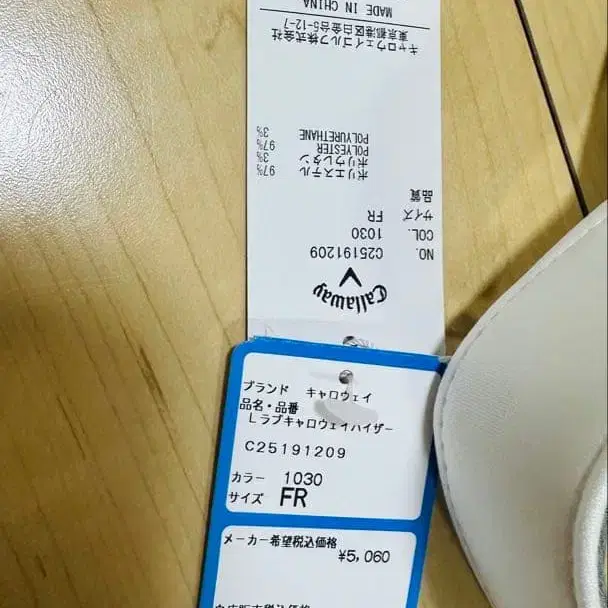 Callaway
NO. C25191209
COL. 1030
サイズ FR
品質
ポリエステル 97%
ポリウレタン 3%
POLYESTER 97%
POLYURETHANE 3%
キャロウェイゴルフ株式会社
東京都港区白金台5-12-7
MADE IN CHINA
ブランド キャロウェイ
品名・品番
Lラブキャロウェイバイザー
C25191209
カラー 1030
サイズ FR
メーカー希望税込価格
¥5,060